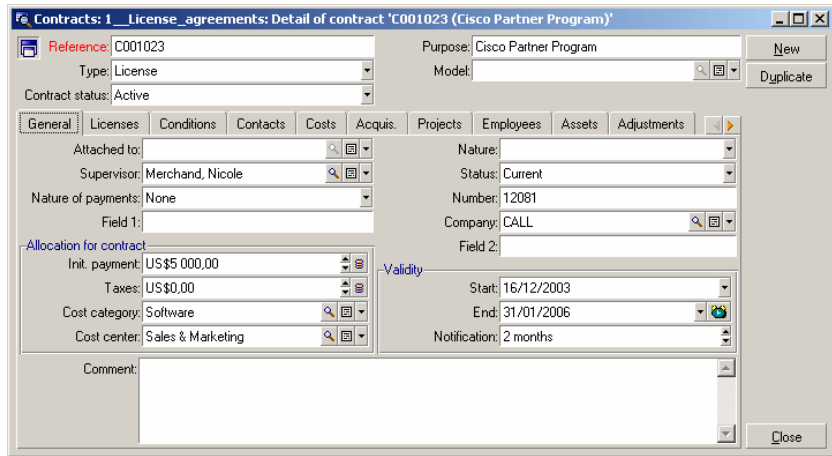 Contracts: 1__License_agreements: Detail of contract 'C001023 (Cisco Partner Program)'
Reference: C001023
Purpose: Cisco Partner Program
New
Type: License
Model:
Duplicate
Contract status: Active
General Licenses Conditions Contacts Costs Acquis. Projects Employees Assets Adjustments
Attached to:
Nature:
Supervisor: Merchand, Nicole
Status: Current
Nature of payments: None
Number: 12081
Field 1:
Company: CALL
Allocation for contract
Field 2:
Init. payment: US$5 000,00
Validity
Taxes: US$0,00
Start: 16/12/2003
Cost category: Software
End: 31/01/2006
Cost center: Sales & Marketing
Notification: 2 months
Comment:
Close